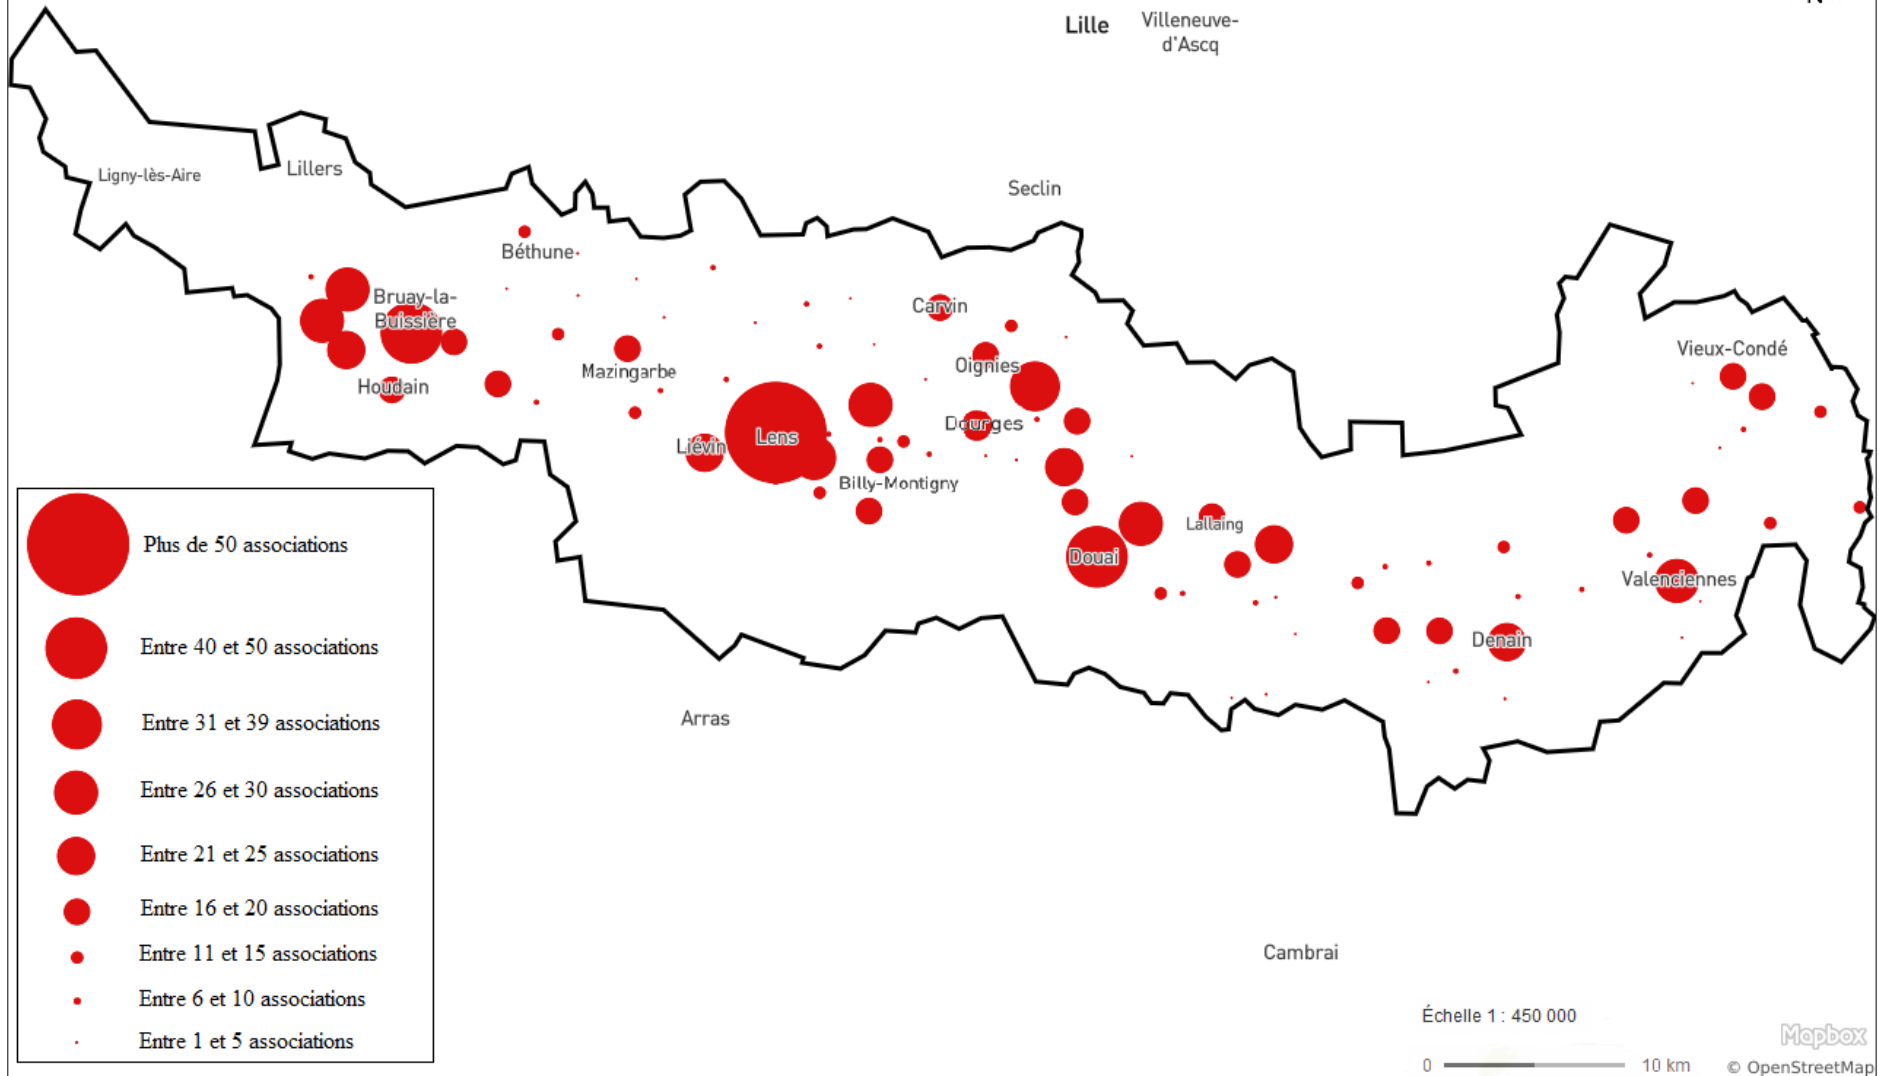 N
Lille
Villeneuve-
d'Ascq
Ligny-lès-Aire
Lillers
Seclin
Béthune
Bruay-la-
Buissière
Carvin
Vieux-Condé
Mazingarbe
Oignies
Houdain
Dourges
Lens
Liévin
Billy-Montigny
Lallaing
Douai
Valenciennes
Denain
Arras
Cambrai
Plus de 50 associations
Entre 40 et 50 associations
Entre 31 et 39 associations
Entre 26 et 30 associations
Entre 21 et 25 associations
Entre 16 et 20 associations
Entre 11 et 15 associations
Entre 6 et 10 associations
Entre 1 et 5 associations
Échelle 1 : 450 000
0 10 km
Mapbox
© OpenStreetMap